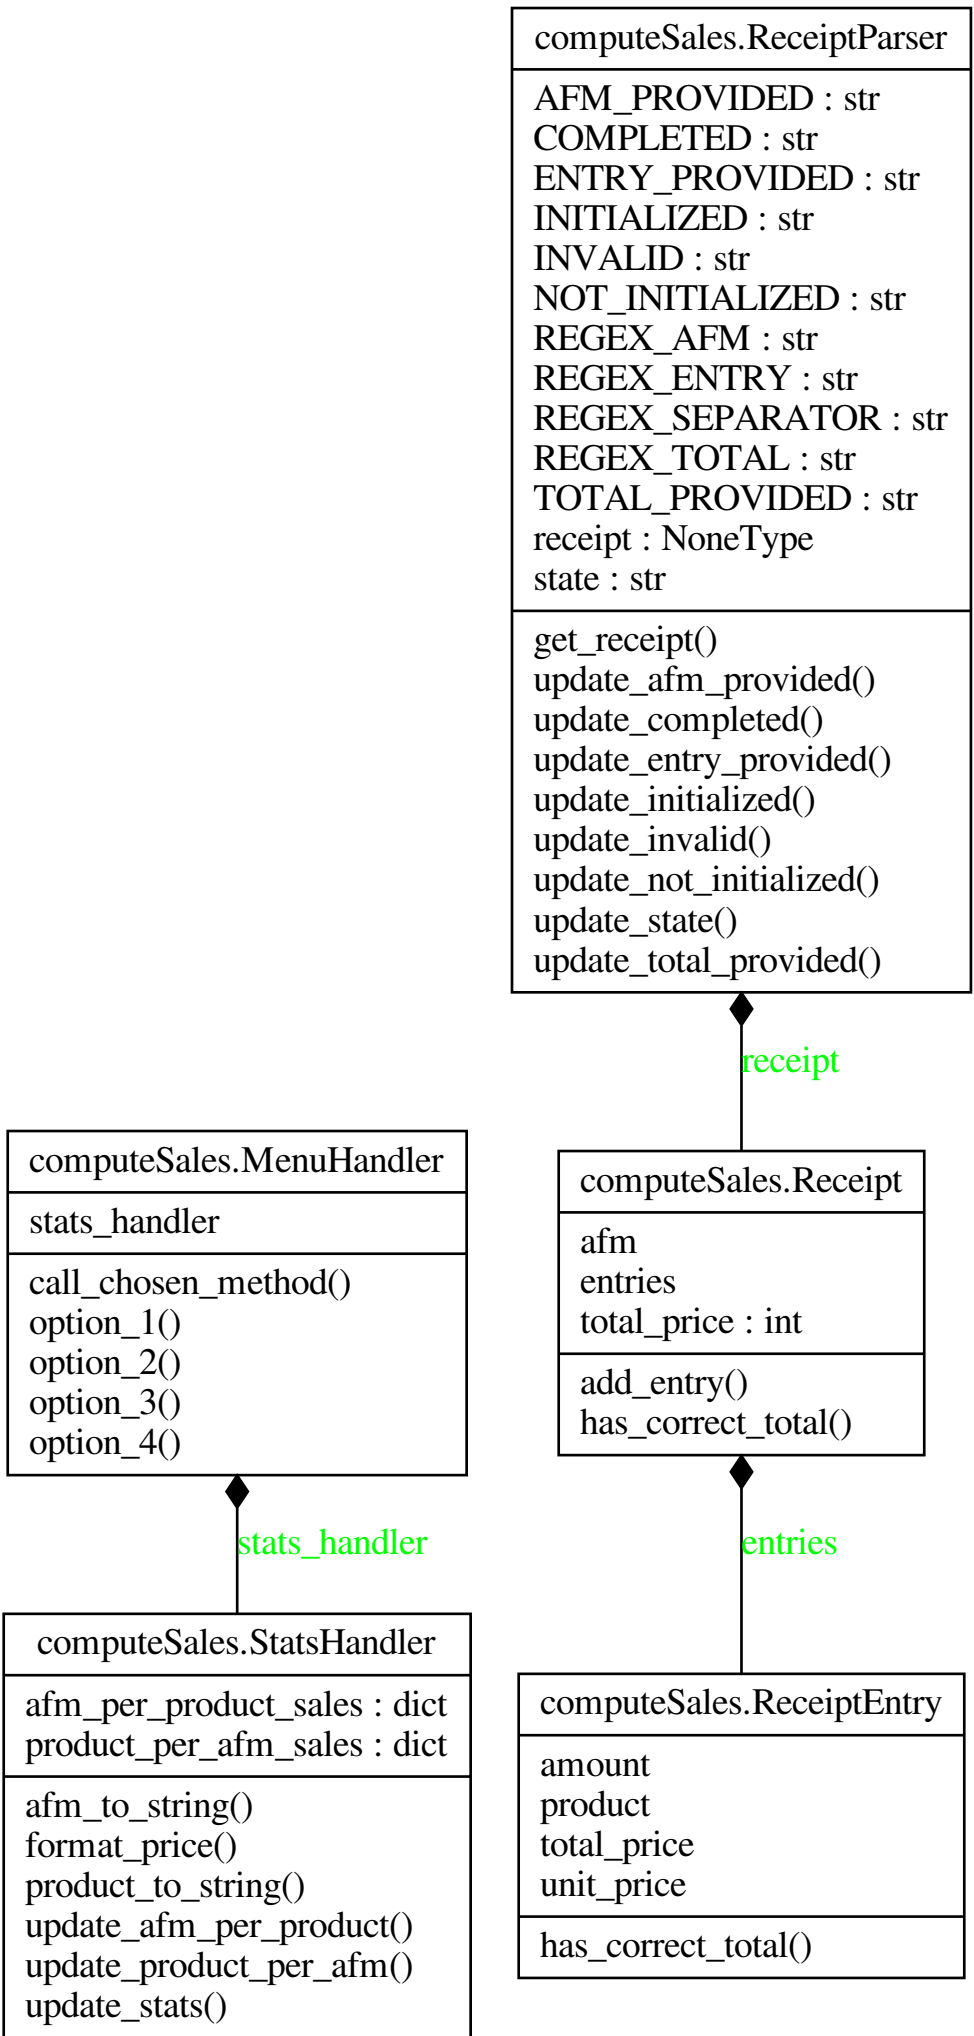 computeSales.ReceiptParser
AFM_PROVIDED : str
COMPLETED : str
ENTRY_PROVIDED : str
INITIALIZED : str
INVALID : str
NOT_INITIALIZED : str
REGEX_AFM : str
REGEX_ENTRY : str
REGEX_SEPARATOR : str
REGEX_TOTAL : str
TOTAL_PROVIDED : str
receipt : NoneType
state : str
get_receipt()
update_afm_provided()
update_completed()
update_entry_provided()
update_initialized()
update_invalid()
update_not_initialized()
update_state()
update_total_provided()
receipt
computeSales.MenuHandler
stats_handler
call_chosen_method()
option_1()
option_2()
option_3()
option_4()
stats_handler
computeSales.StatsHandler
afm_per_product_sales : dict
product_per_afm_sales : dict
afm_to_string()
format_price()
product_to_string()
update_afm_per_product()
update_product_per_afm()
update_stats()
computeSales.Receipt
afm
entries
total_price : int
add_entry()
has_correct_total()
entries
computeSales.ReceiptEntry
amount
product
total_price
unit_price
has_correct_total()